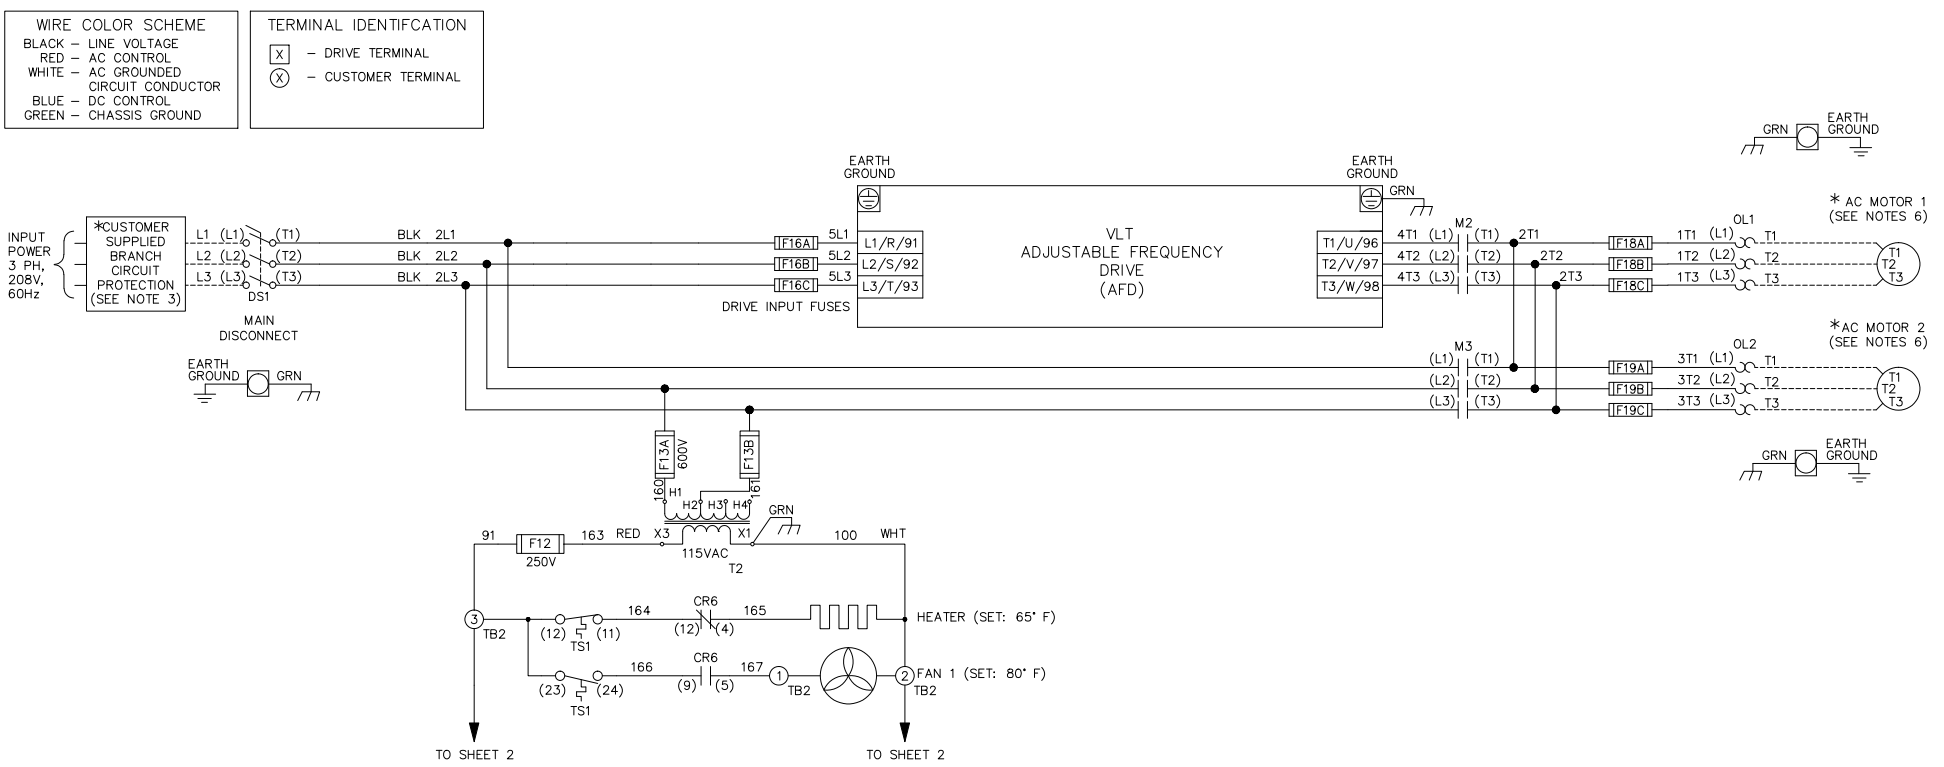 WIRE COLOR SCHEME
BLACK – LINE VOLTAGE
RED – AC CONTROL
WHITE – AC GROUNDED
CIRCUIT CONDUCTOR
BLUE – DC CONTROL
GREEN – CHASSIS GROUND
TERMINAL IDENTIFCATION
X – DRIVE TERMINAL
X – CUSTOMER TERMINAL
INPUT
POWER
3 PH,
208V,
60Hz
*CUSTOMER
SUPPLIED
BRANCH
CIRCUIT
PROTECTION
(SEE NOTE 3)
L1 (L1) (T1) BLK 2L1
L2 (L2) (T2) BLK 2L2
L3 (L3) (T3) BLK 2L3
DS1
MAIN
DISCONNECT
EARTH
GROUND
GRN
F16A 5L1
F16B 5L2
F16C 5L3
DRIVE INPUT FUSES
EARTH
GROUND
L1/R/91
L2/S/92
L3/T/93
VLT
ADJUSTABLE FREQUENCY
DRIVE
(AFD)
EARTH
GROUND
GRN
T1/U/96
T2/V/97
T3/W/98
M2
4T1 (L1) (T1) 2T1
4T2 (L2) (T2) 2T2
4T3 (L3) (T3) 2T3
F18A 1T1 (L1) T1
F18B 1T2 (L2) T2
F18C 1T3 (L3) T3
OL1
GRN
EARTH
GROUND
* AC MOTOR 1
(SEE NOTES 6)
T1
T2
T3
M3
(L1) (T1)
(L2) (T2)
(L3) (T3)
F19A 3T1 (L1) T1
F19B 3T2 (L2) T2
F19C 3T3 (L3) T3
OL2
*AC MOTOR 2
(SEE NOTES 6)
T1
T2
T3
GRN
EARTH
GROUND
F13A
600V
F13B
160
161
H1
H2 H3 H4
GRN
91 F12 163 RED X3 X1 100 WHT
250V
115VAC
T2
3
TB2
(12) (11)
TS1
164
CR6
(12) (4)
165
HEATER (SET: 65° F)
(23) (24)
TS1
166
CR6
(9) (5)
167
1
TB2
2
TB2
FAN 1 (SET: 80° F)
TO SHEET 2
TO SHEET 2